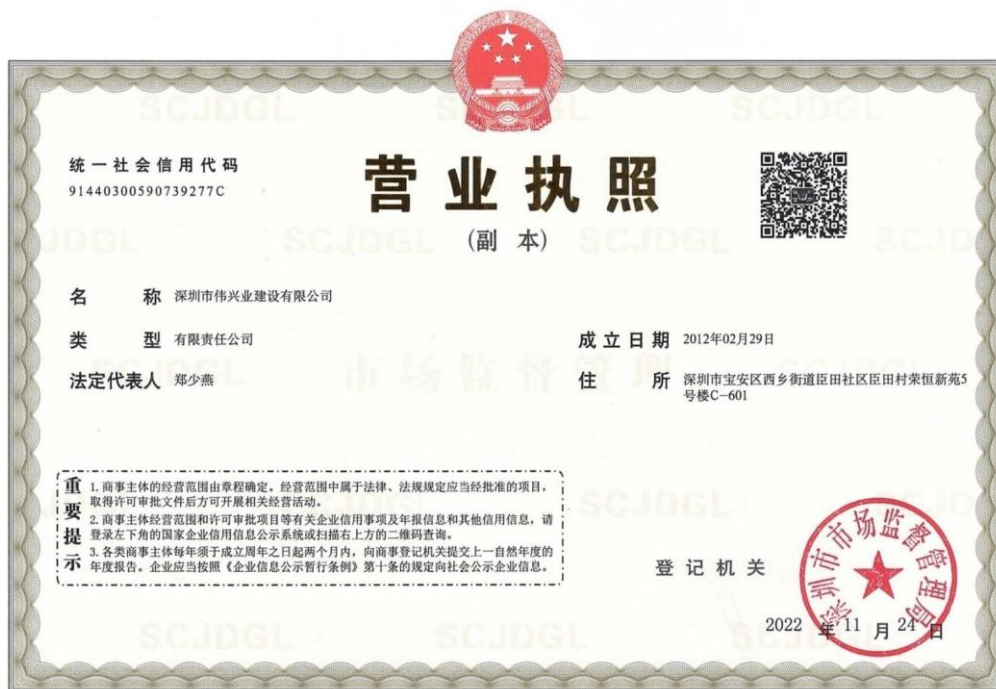 统一社会信用代码
91440300590739277C
营业执照
(副 本)
名 称 深圳市伟兴业建设有限公司
类 型 有限责任公司
法定代表人 郑少燕
成立日期 2012年02月29日
住 所 深圳市宝安区西乡街道臣田社区臣田村荣恒新苑5
号楼C-601
重要提示
1. 商事主体的经营范围由章程确定。经营范围中属于法律、法规规定应当经批准的项目，
取得许可审批文件后方可开展相关经营活动。
2. 商事主体经营范围和许可审批项目等有关企业信用事项及年报信息和其他信用信息，请
登录左下角的国家企业信用信息公示系统或扫描右上方的二维码查询。
3. 各类商事主体每年须于成立周年之日起两个月内，向商事登记机关提交上一自然年度的
年度报告。企业应当按照《企业信息公示暂行条例》第十条的规定向社会公示企业信息。
登记机关
深圳市市场监督管理局
2022 年 11 月 24 日
SCJDGL
市场监督管理